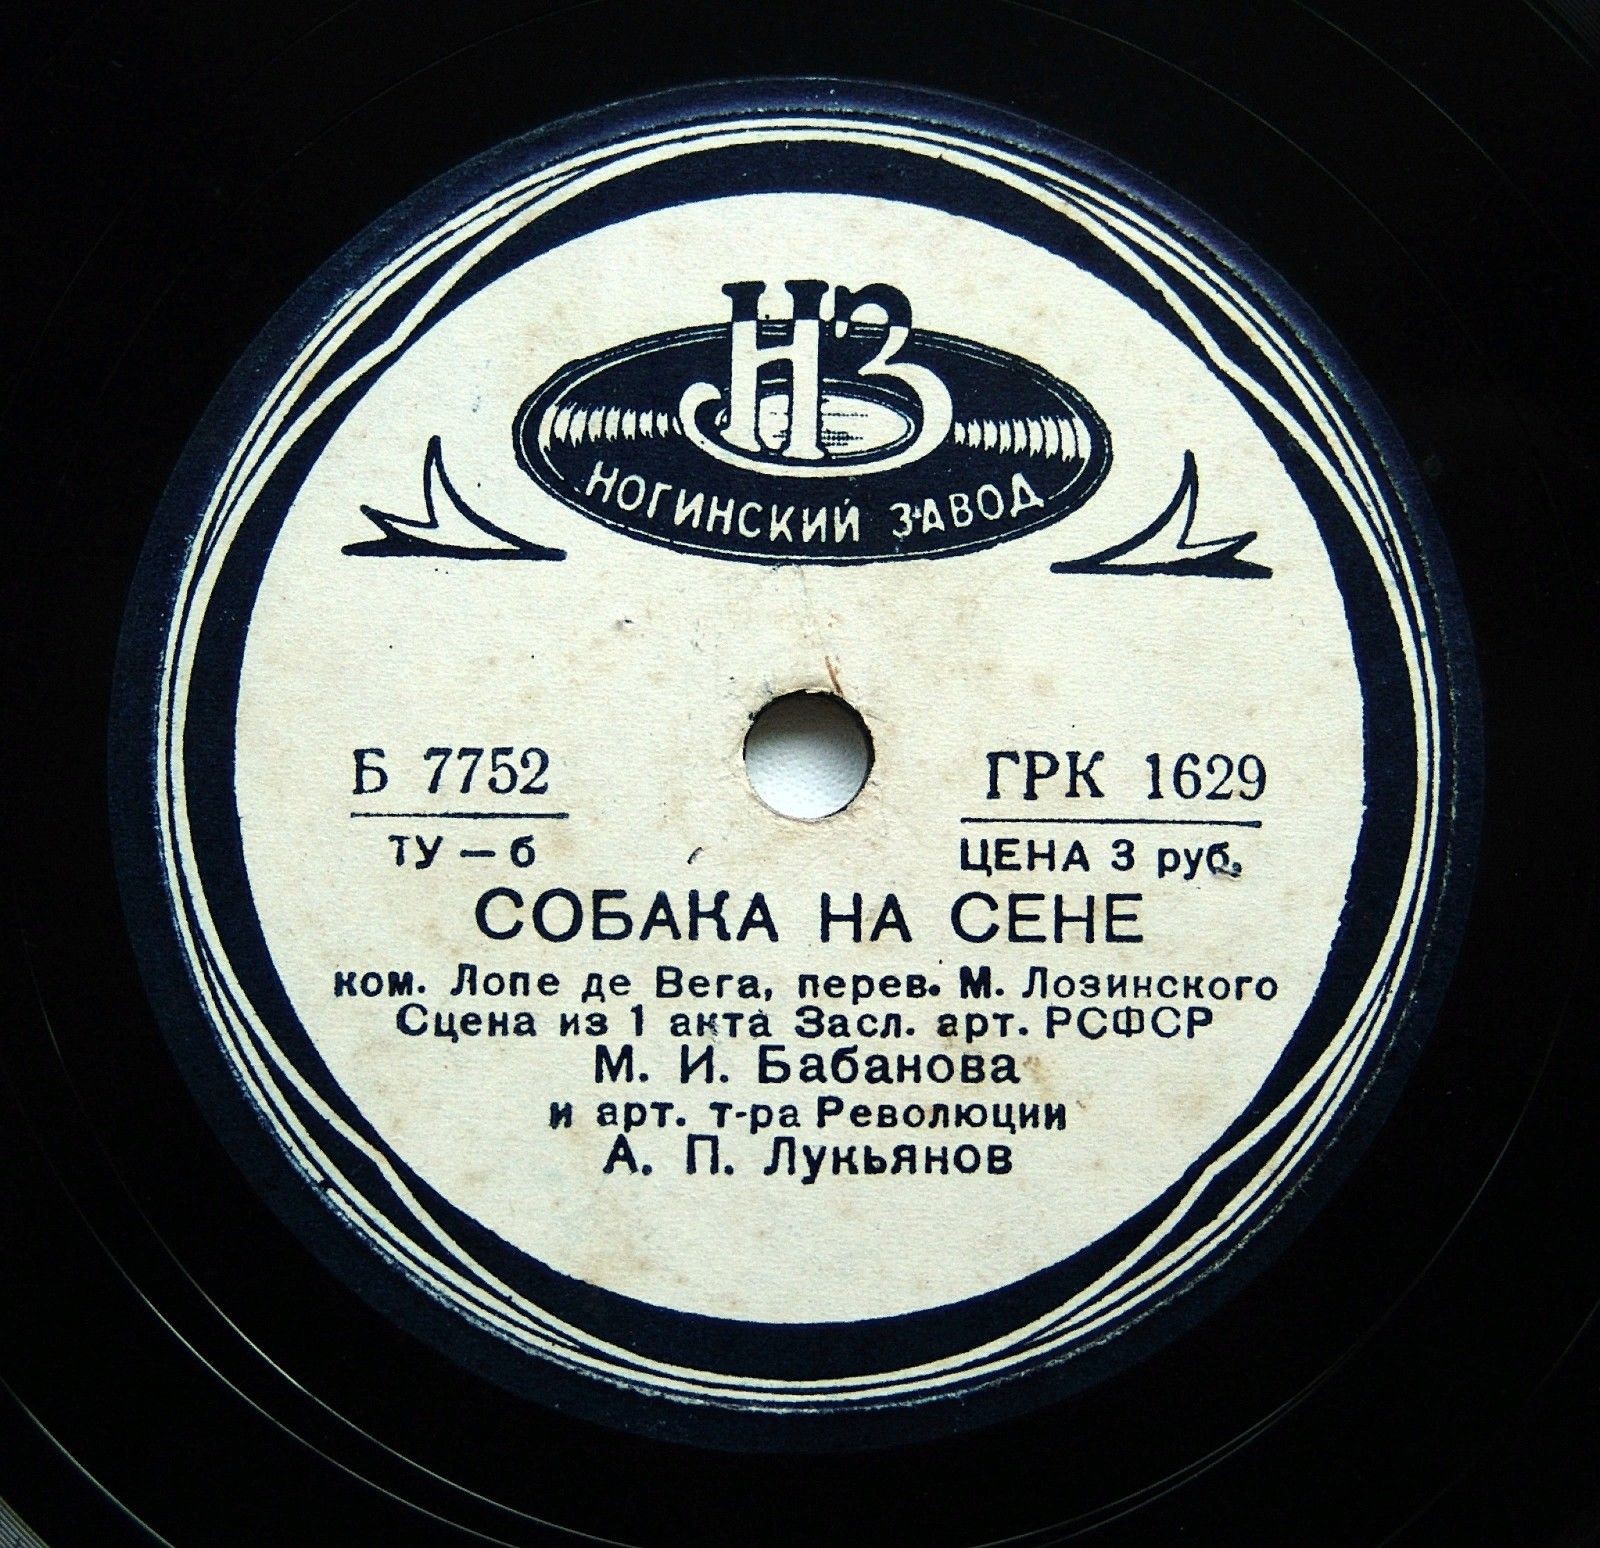 НЗ
НОГИНСКИЙ ЗАВОД
Б 7752
ГРК 1629
ТУ — б
ЦЕНА 3 руб.
СОБАКА НА СЕНЕ
ком. Лопе де Вега, перев. М. Лозинского
Сцена из 1 акта Засл. арт. РСФСР
М. И. Бабанова
и арт. т-ра Революции
А. П. Лукьянов